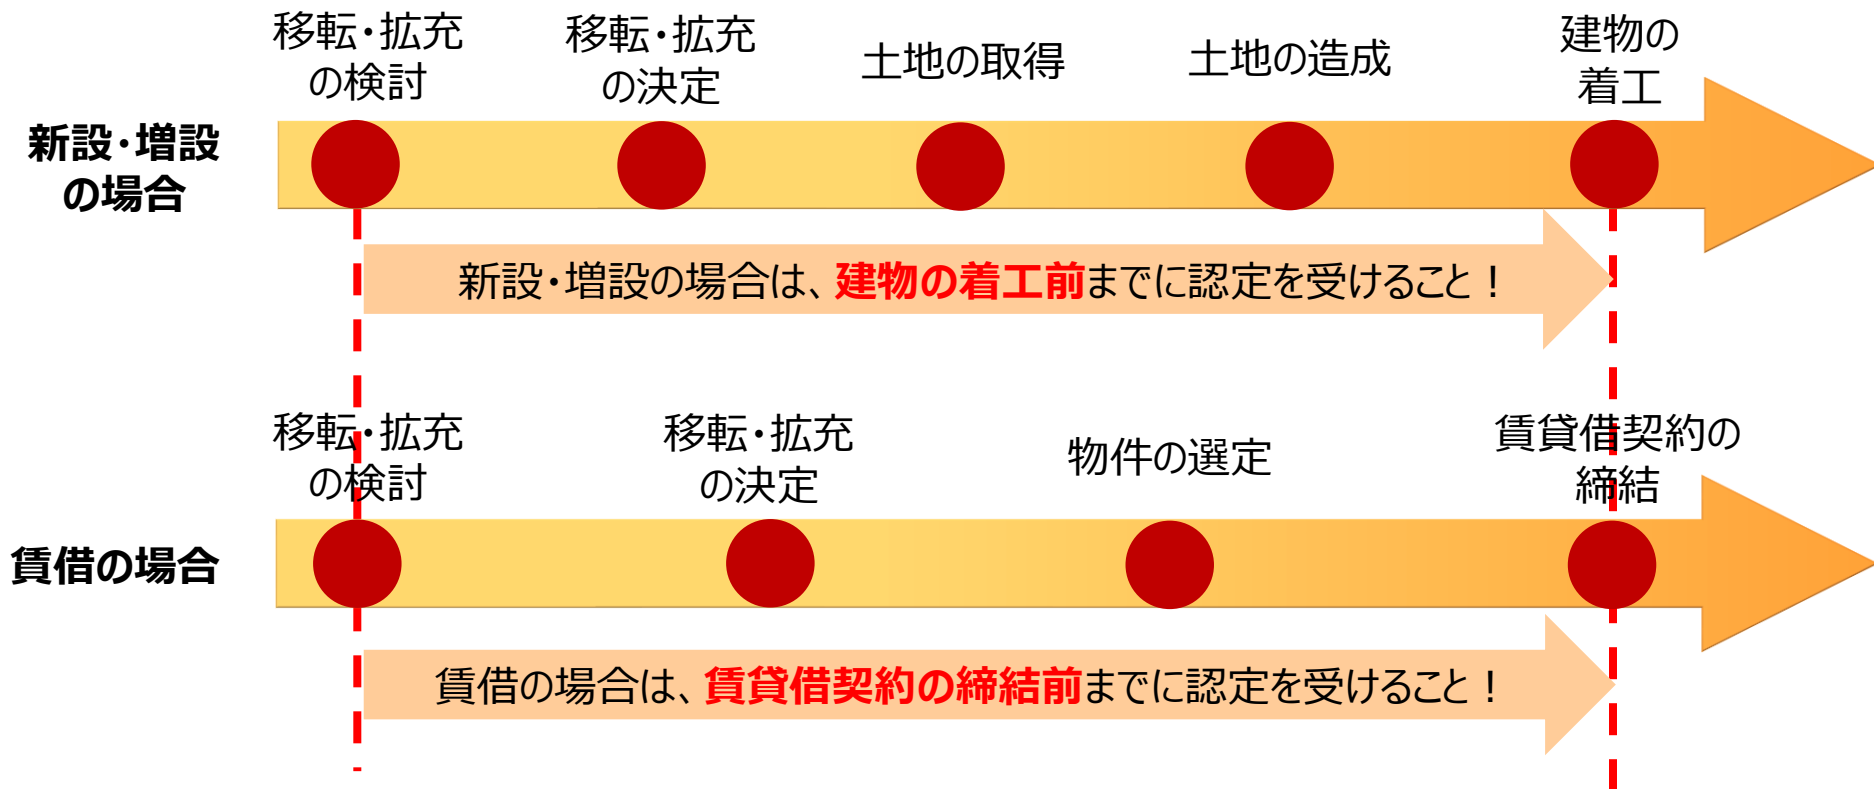 移転・拡充
の検討
移転・拡充
の決定
土地の取得
土地の造成
建物の
着工
新設・増設
の場合
新設・増設の場合は、建物の着工前までに認定を受けること！
移転・拡充
の検討
移転・拡充
の決定
物件の選定
賃貸借契約の
締結
賃借の場合
賃借の場合は、賃貸借契約の締結前までに認定を受けること！